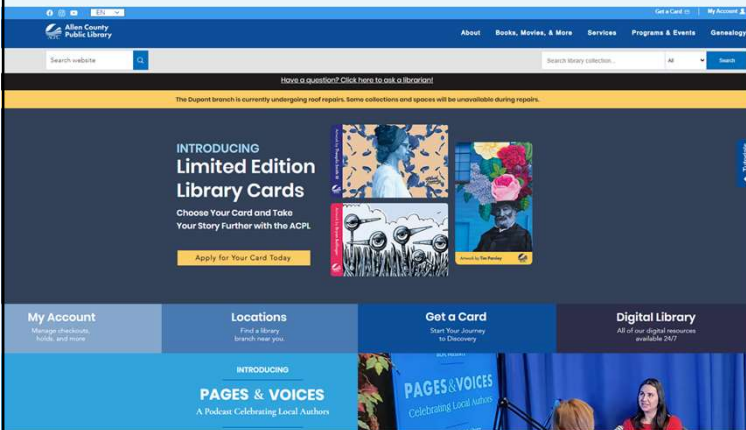 EN
Get a Card
My Account
Allen County
Public Library
About
Books, Movies, & More
Services
Programs & Events
Genealogy
Search website
Search library collection...
All
Search
Have a question? Click here to ask a librarian!
The Dupont branch is currently undergoing roof repairs. Some collections and spaces will be unavailable during repairs.
INTRODUCING
Limited Edition
Library Cards
Choose Your Card and Take
Your Story Further with the ACPL
Apply for Your Card Today
Artwork by Tim Parsley
My Account
Manage checkouts,
holds, and more
Locations
Find a library
branch near you.
Get a Card
Start Your Journey
to Discovery
Digital Library
All of our digital resources
available 24/7
INTRODUCING
PAGES & VOICES
A Podcast Celebrating Local Authors
PAGES & VOICES
Celebrating Local Authors